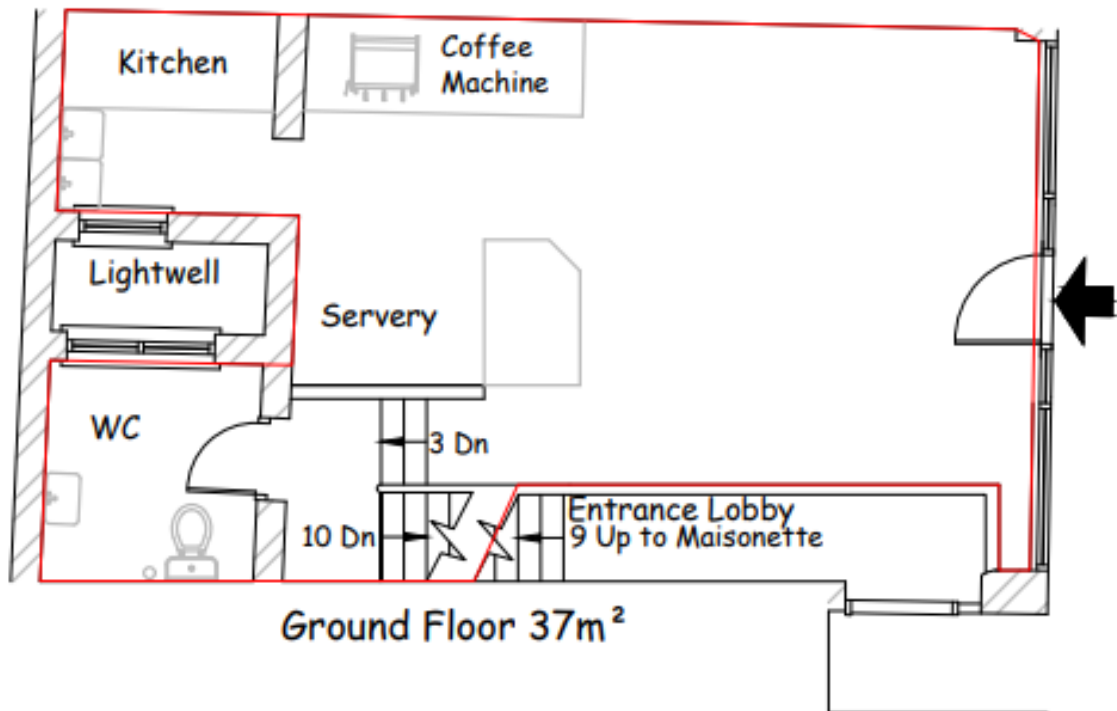 Kitchen
Coffee
Machine
Lightwell
Servery
WC
3 Dn
10 Dn
Entrance Lobby
9 Up to Maisonette
Ground Floor 37m²